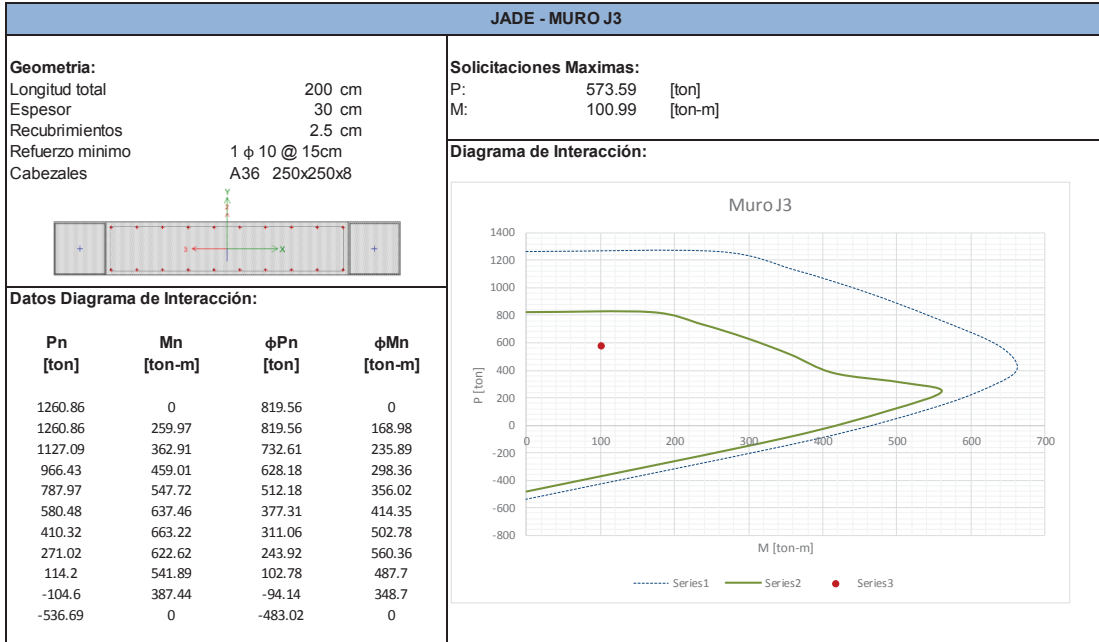 JADE - MURO J3
Geometria:
Longitud total 200 cm
Espesor 30 cm
Recubrimientos 2.5 cm
Refuerzo minimo 1 ϕ 10 @ 15cm
Cabezales A36 250x250x8
Y
2
3
X
Solicitaciones Maximas:
P: 573.59 [ton]
M: 100.99 [ton-m]
Datos Diagrama de Interacción:
Pn Mn ϕPn ϕMn
[ton] [ton-m] [ton] [ton-m]
1260.86 0 819.56 0
1260.86 259.97 819.56 168.98
1127.09 362.91 732.61 235.89
966.43 459.01 628.18 298.36
787.97 547.72 512.18 356.02
580.48 637.46 377.31 414.35
410.32 663.22 311.06 502.78
271.02 622.62 243.92 560.36
114.2 541.89 102.78 487.7
-104.6 387.44 -94.14 348.7
-536.69 0 -483.02 0
Diagrama de Interacción:
Muro J3
1400
1200
1000
800
600
400
200
0
-200
-400
-600
-800
P [ton]
0 100 200 300 400 500 600 700
M [ton-m]
Series1 Series2 Series3